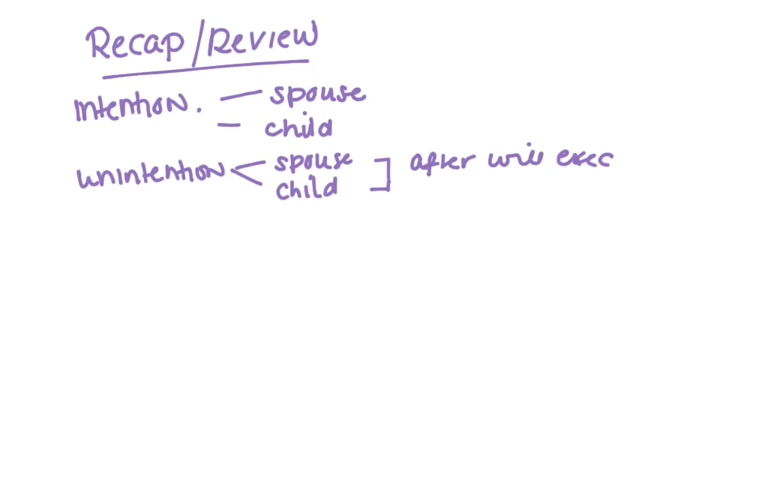 Recap/Review
intention. — spouse
— child
unintention < spouse ] after will exec
child